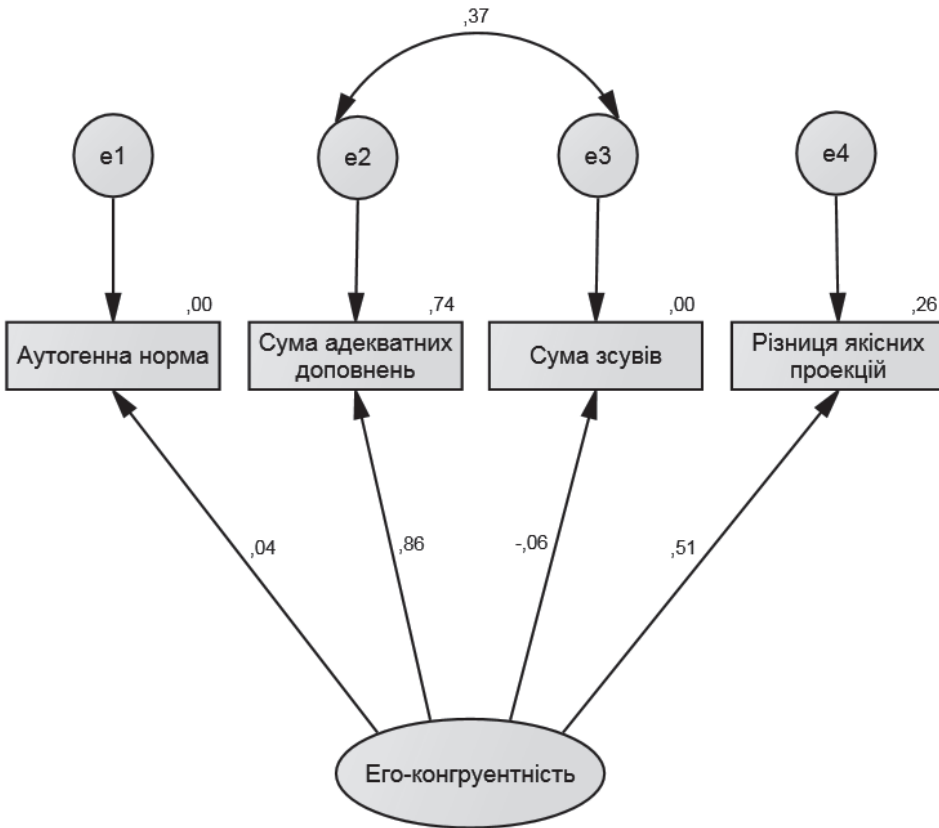 ,37
e1
e2
e3
e4
,00
,74
,00
,26
Аутогенна норма
Сума адекватних
доповнень
Сума зсувів
Різниця якісних
проекцій
,04
,86
-,06
,51
Его-конгруентність